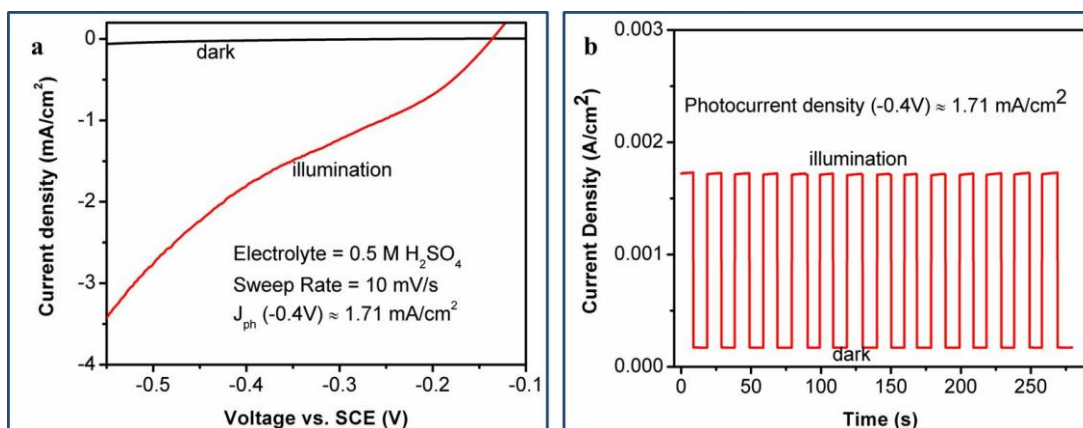 a
0
dark
-1
illumination
-2
Electrolyte = 0.5 M H₂SO₄
Sweep Rate = 10 mV/s
-3
J_ph (-0.4V) ≈ 1.71 mA/cm²
-4
-0.5 -0.4 -0.3 -0.2 -0.1
Voltage vs. SCE (V)
Current density (mA/cm²)
0.003
b
Photocurrent density (-0.4V) ≈ 1.71 mA/cm²
0.002
illumination
0.001
dark
0.000
0 50 100 150 200 250
Time (s)
Current Density (A/cm²)